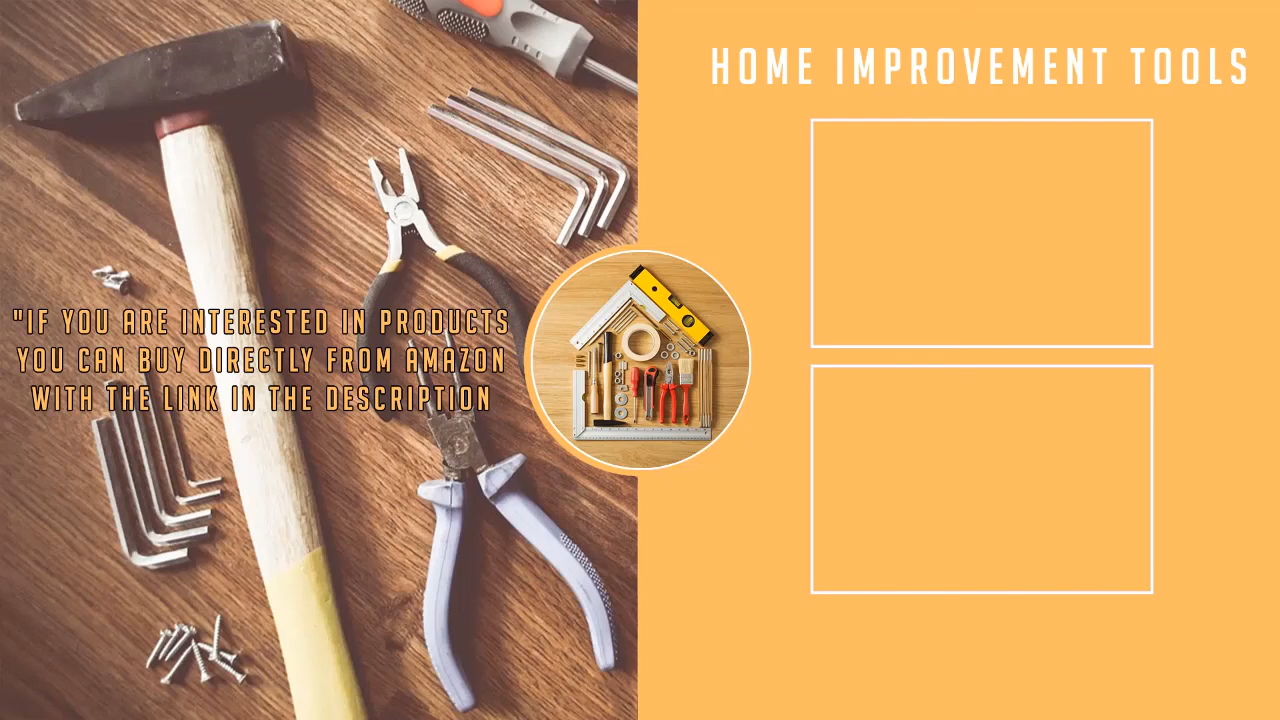 HOME IMPROVEMENT TOOLS
"IF YOU ARE INTERESTED IN PRODUCTS
YOU CAN BUY DIRECTLY FROM AMAZON
WITH THE LINK IN THE DESCRIPTION